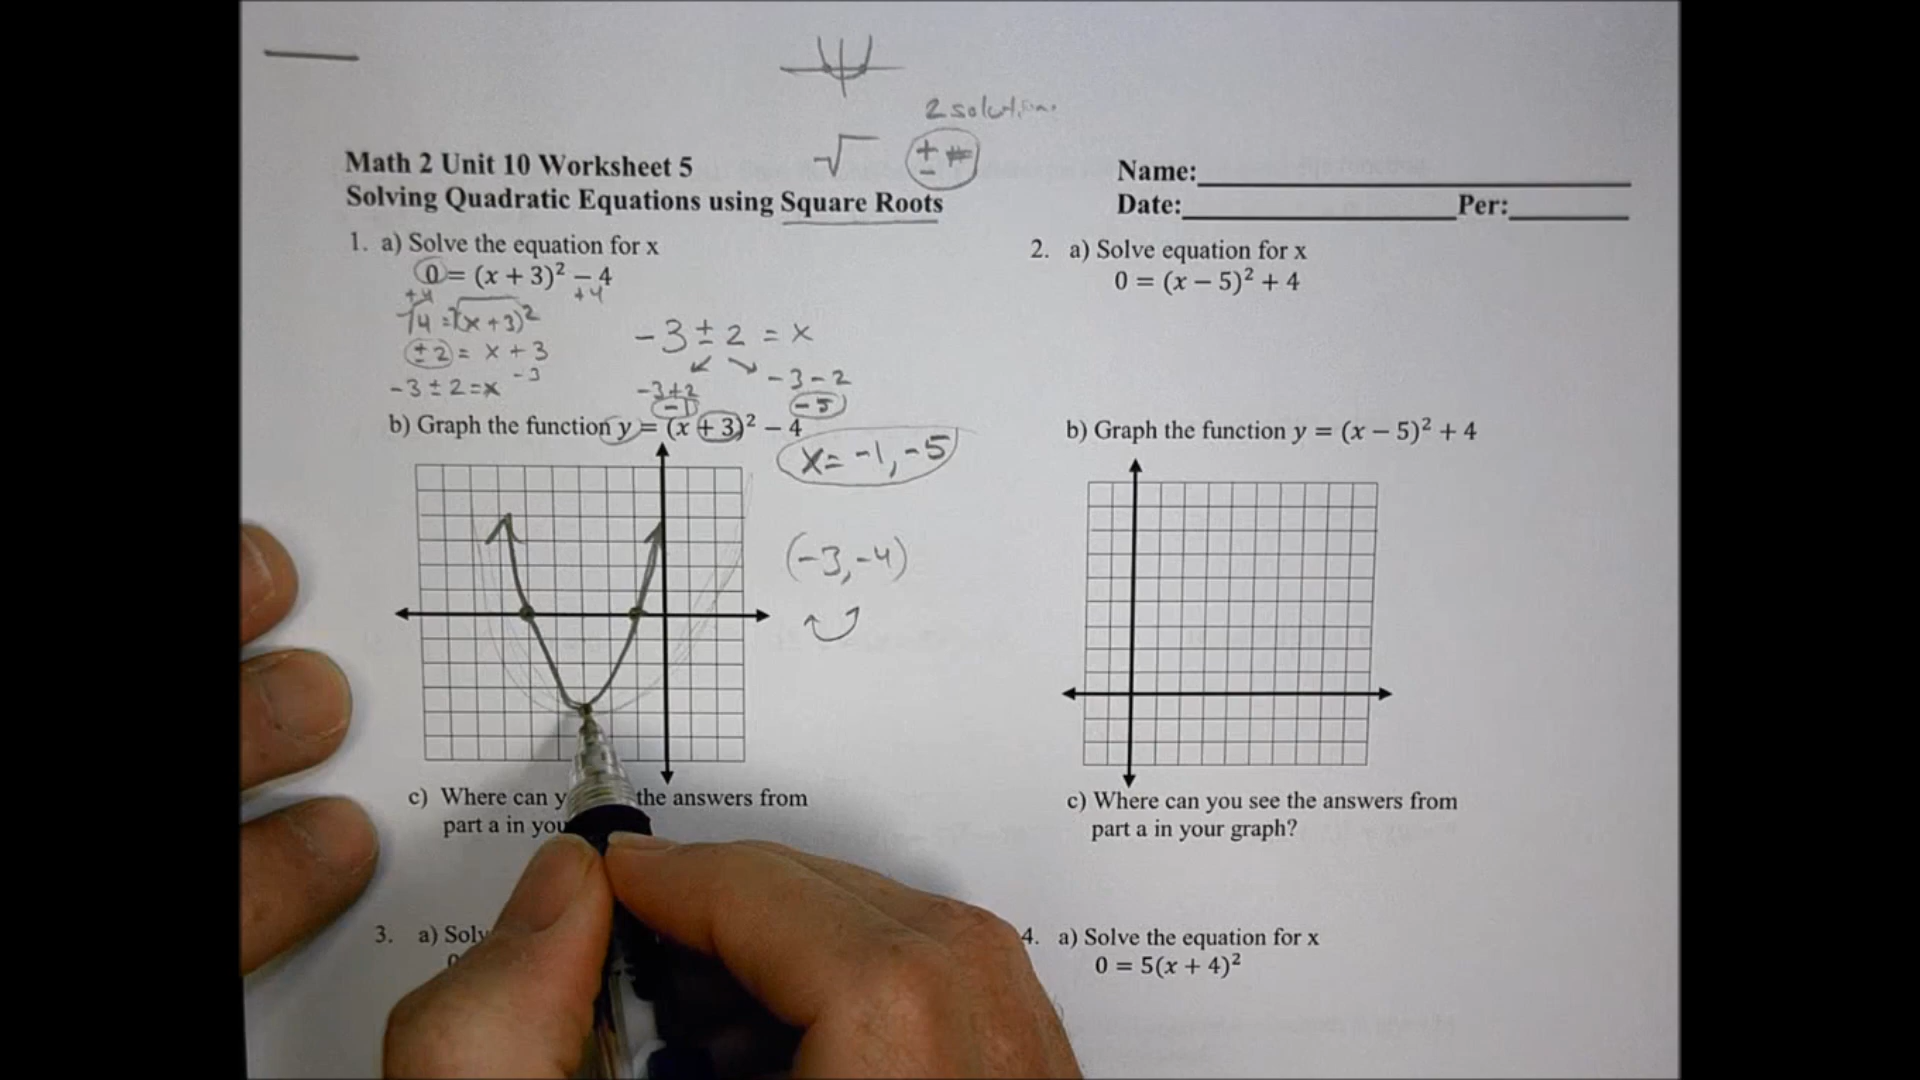 2 solutions
√ ± #
Math 2 Unit 10 Worksheet 5
Solving Quadratic Equations using Square Roots
Name:
Date: Per:
1. a) Solve the equation for x
0 = (x + 3)² − 4
+4 +4
√4 = √(x+3)²
±2 = x + 3
-3
-3 ± 2 = x
-3 ± 2 = x
-3+2
-1
-3-2
-5
b) Graph the function y = (x + 3)² − 4
x = -1, -5
(-3, -4)
c) Where can y the answers from
part a in you
2. a) Solve equation for x
0 = (x − 5)² + 4
b) Graph the function y = (x − 5)² + 4
c) Where can you see the answers from
part a in your graph?
3. a) Solv
0
4. a) Solve the equation for x
0 = 5(x + 4)²